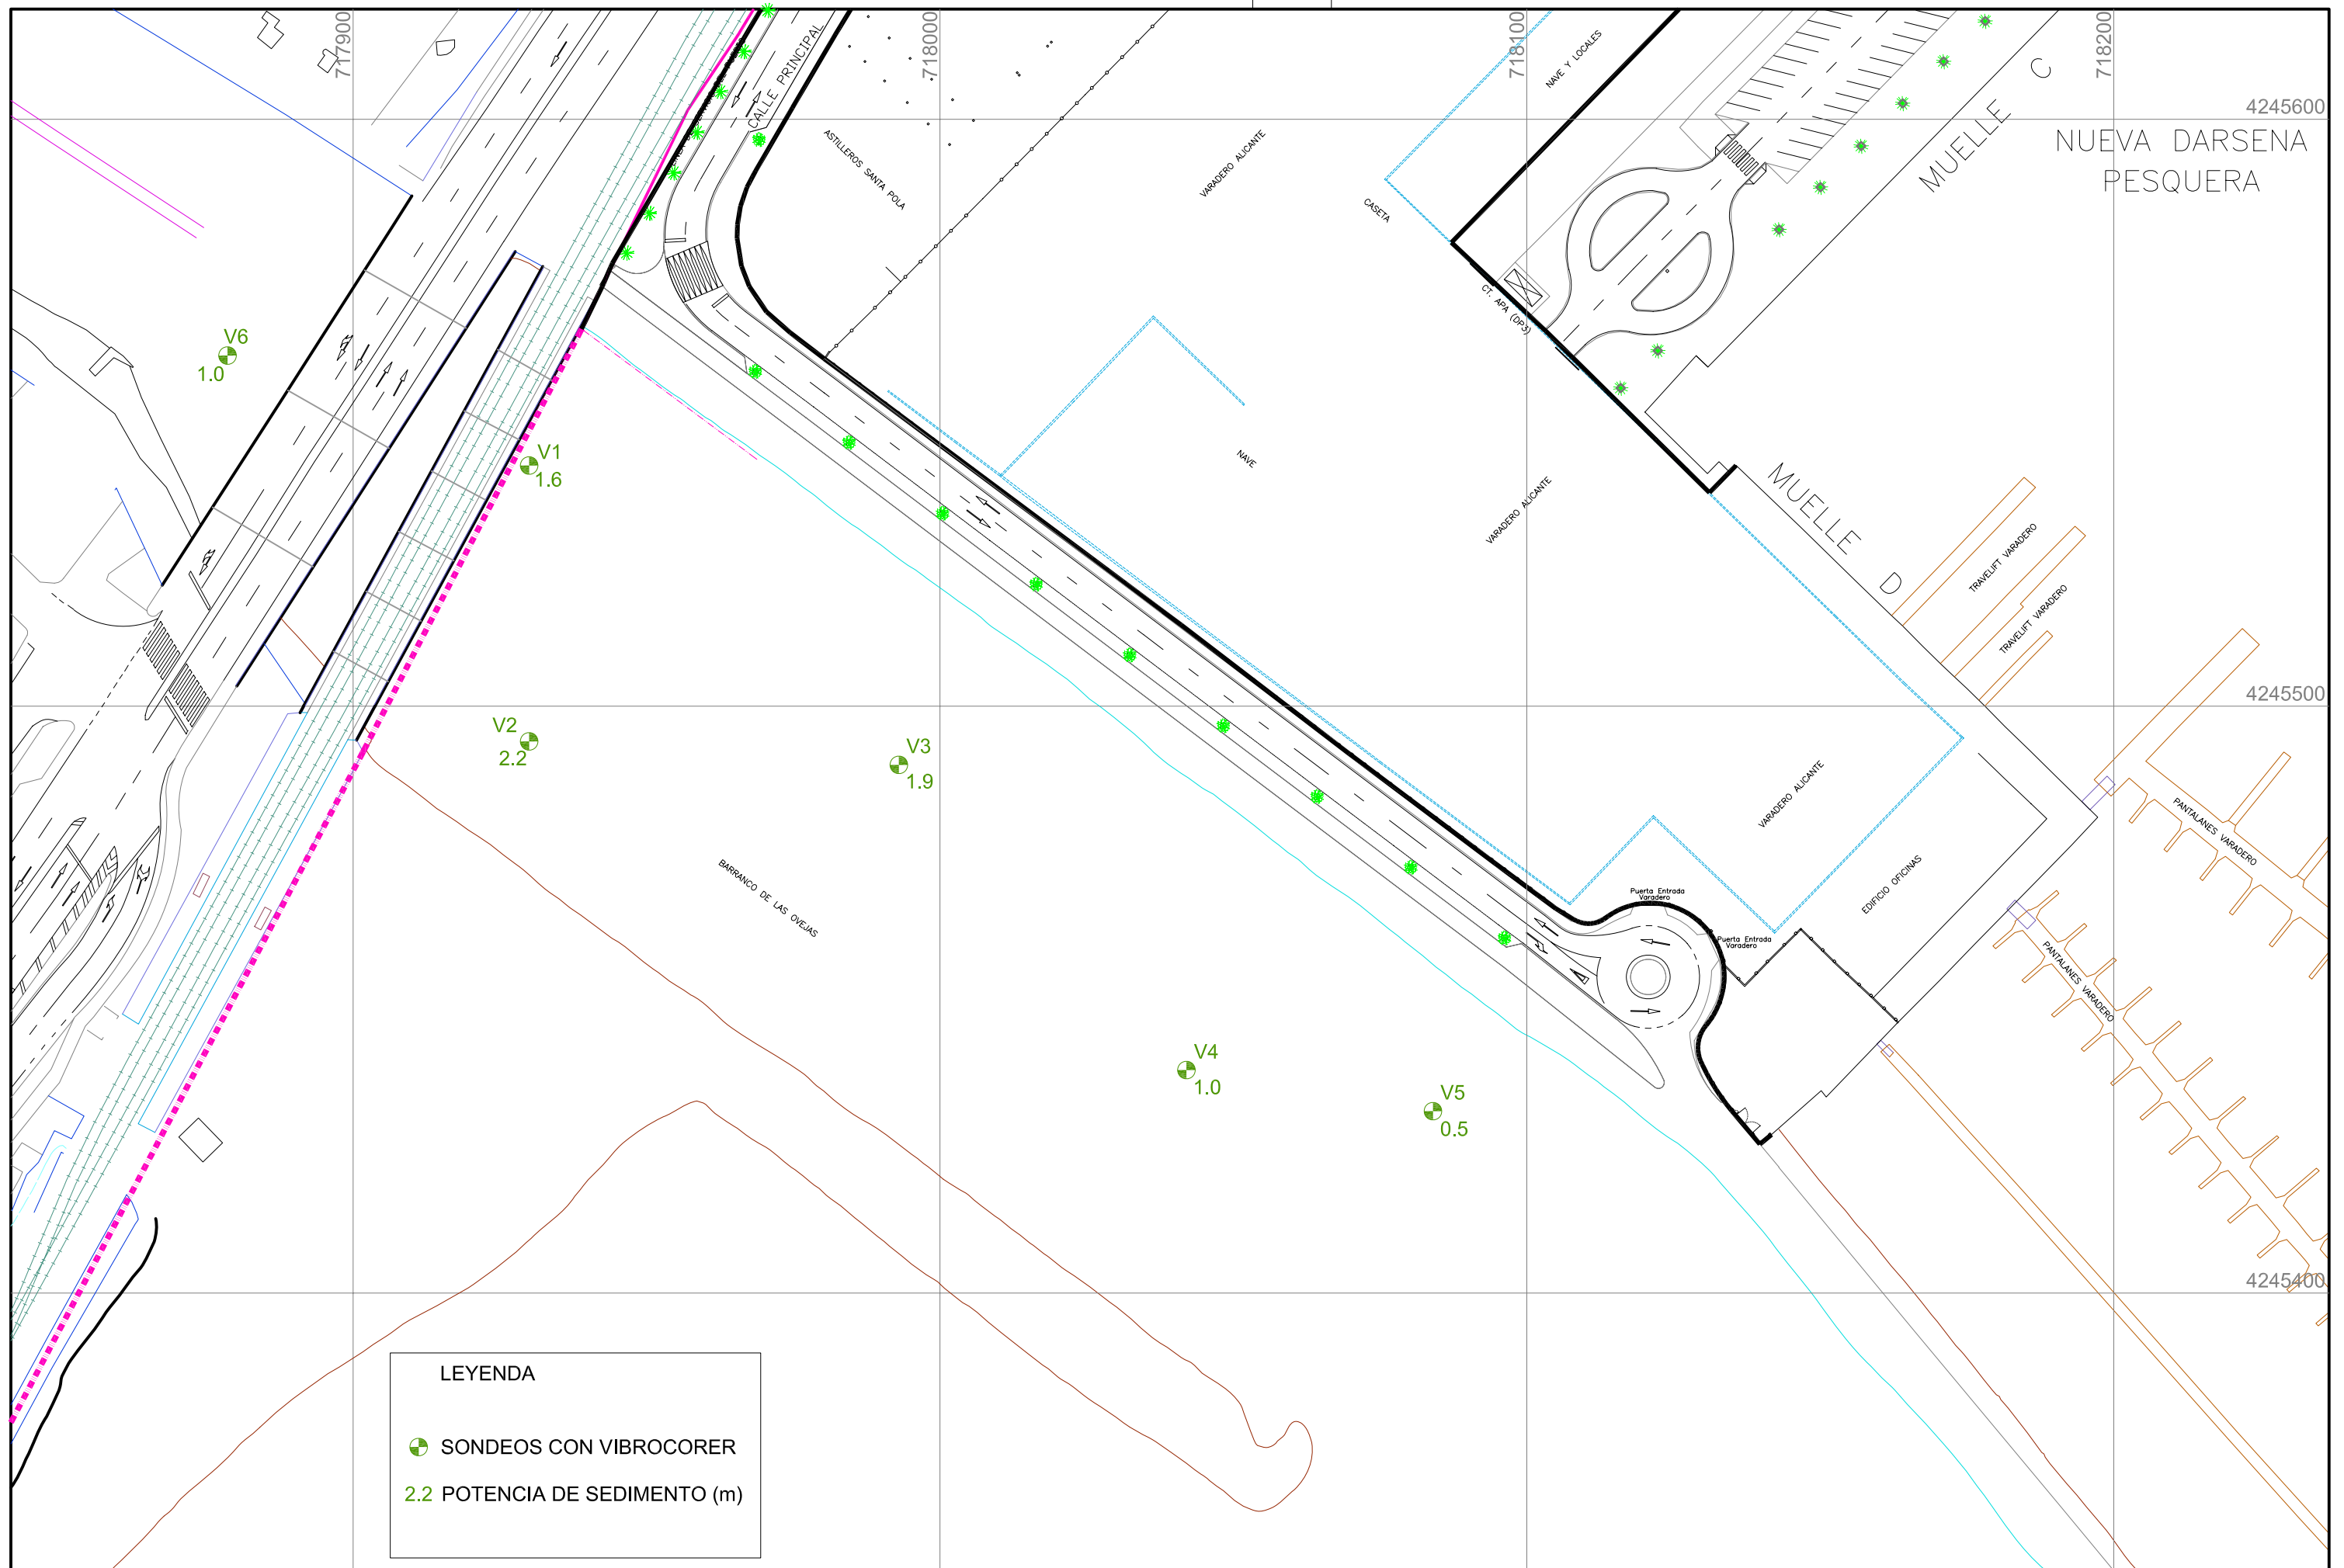 717900
718000
718100
718200
4245600
4245500
4245400
CALLE PRINCIPAL
ASTILLEROS SANTA POLA
VARADERO ALICANTE
NAVE Y LOCALES
CASETA
CT. APA (DP3)
MUELLE C
NUEVA DARSENA
PESQUERA
V6
1.0
V1
1.6
NAVE
VARADERO ALICANTE
MUELLE D
TRAVELIFT VARADERO
TRAVELIFT VARADERO
V2
2.2
V3
1.9
BARRANCO DE LAS OVEJAS
VARADERO ALICANTE
EDIFICIO OFICINAS
PANTALANES VARADERO
PANTALANES VARADERO
Puerta Entrada
Varadero
Puerta Entrada
Varadero
V4
1.0
V5
0.5
LEYENDA
SONDEOS CON VIBROCORER
2.2 POTENCIA DE SEDIMENTO (m)